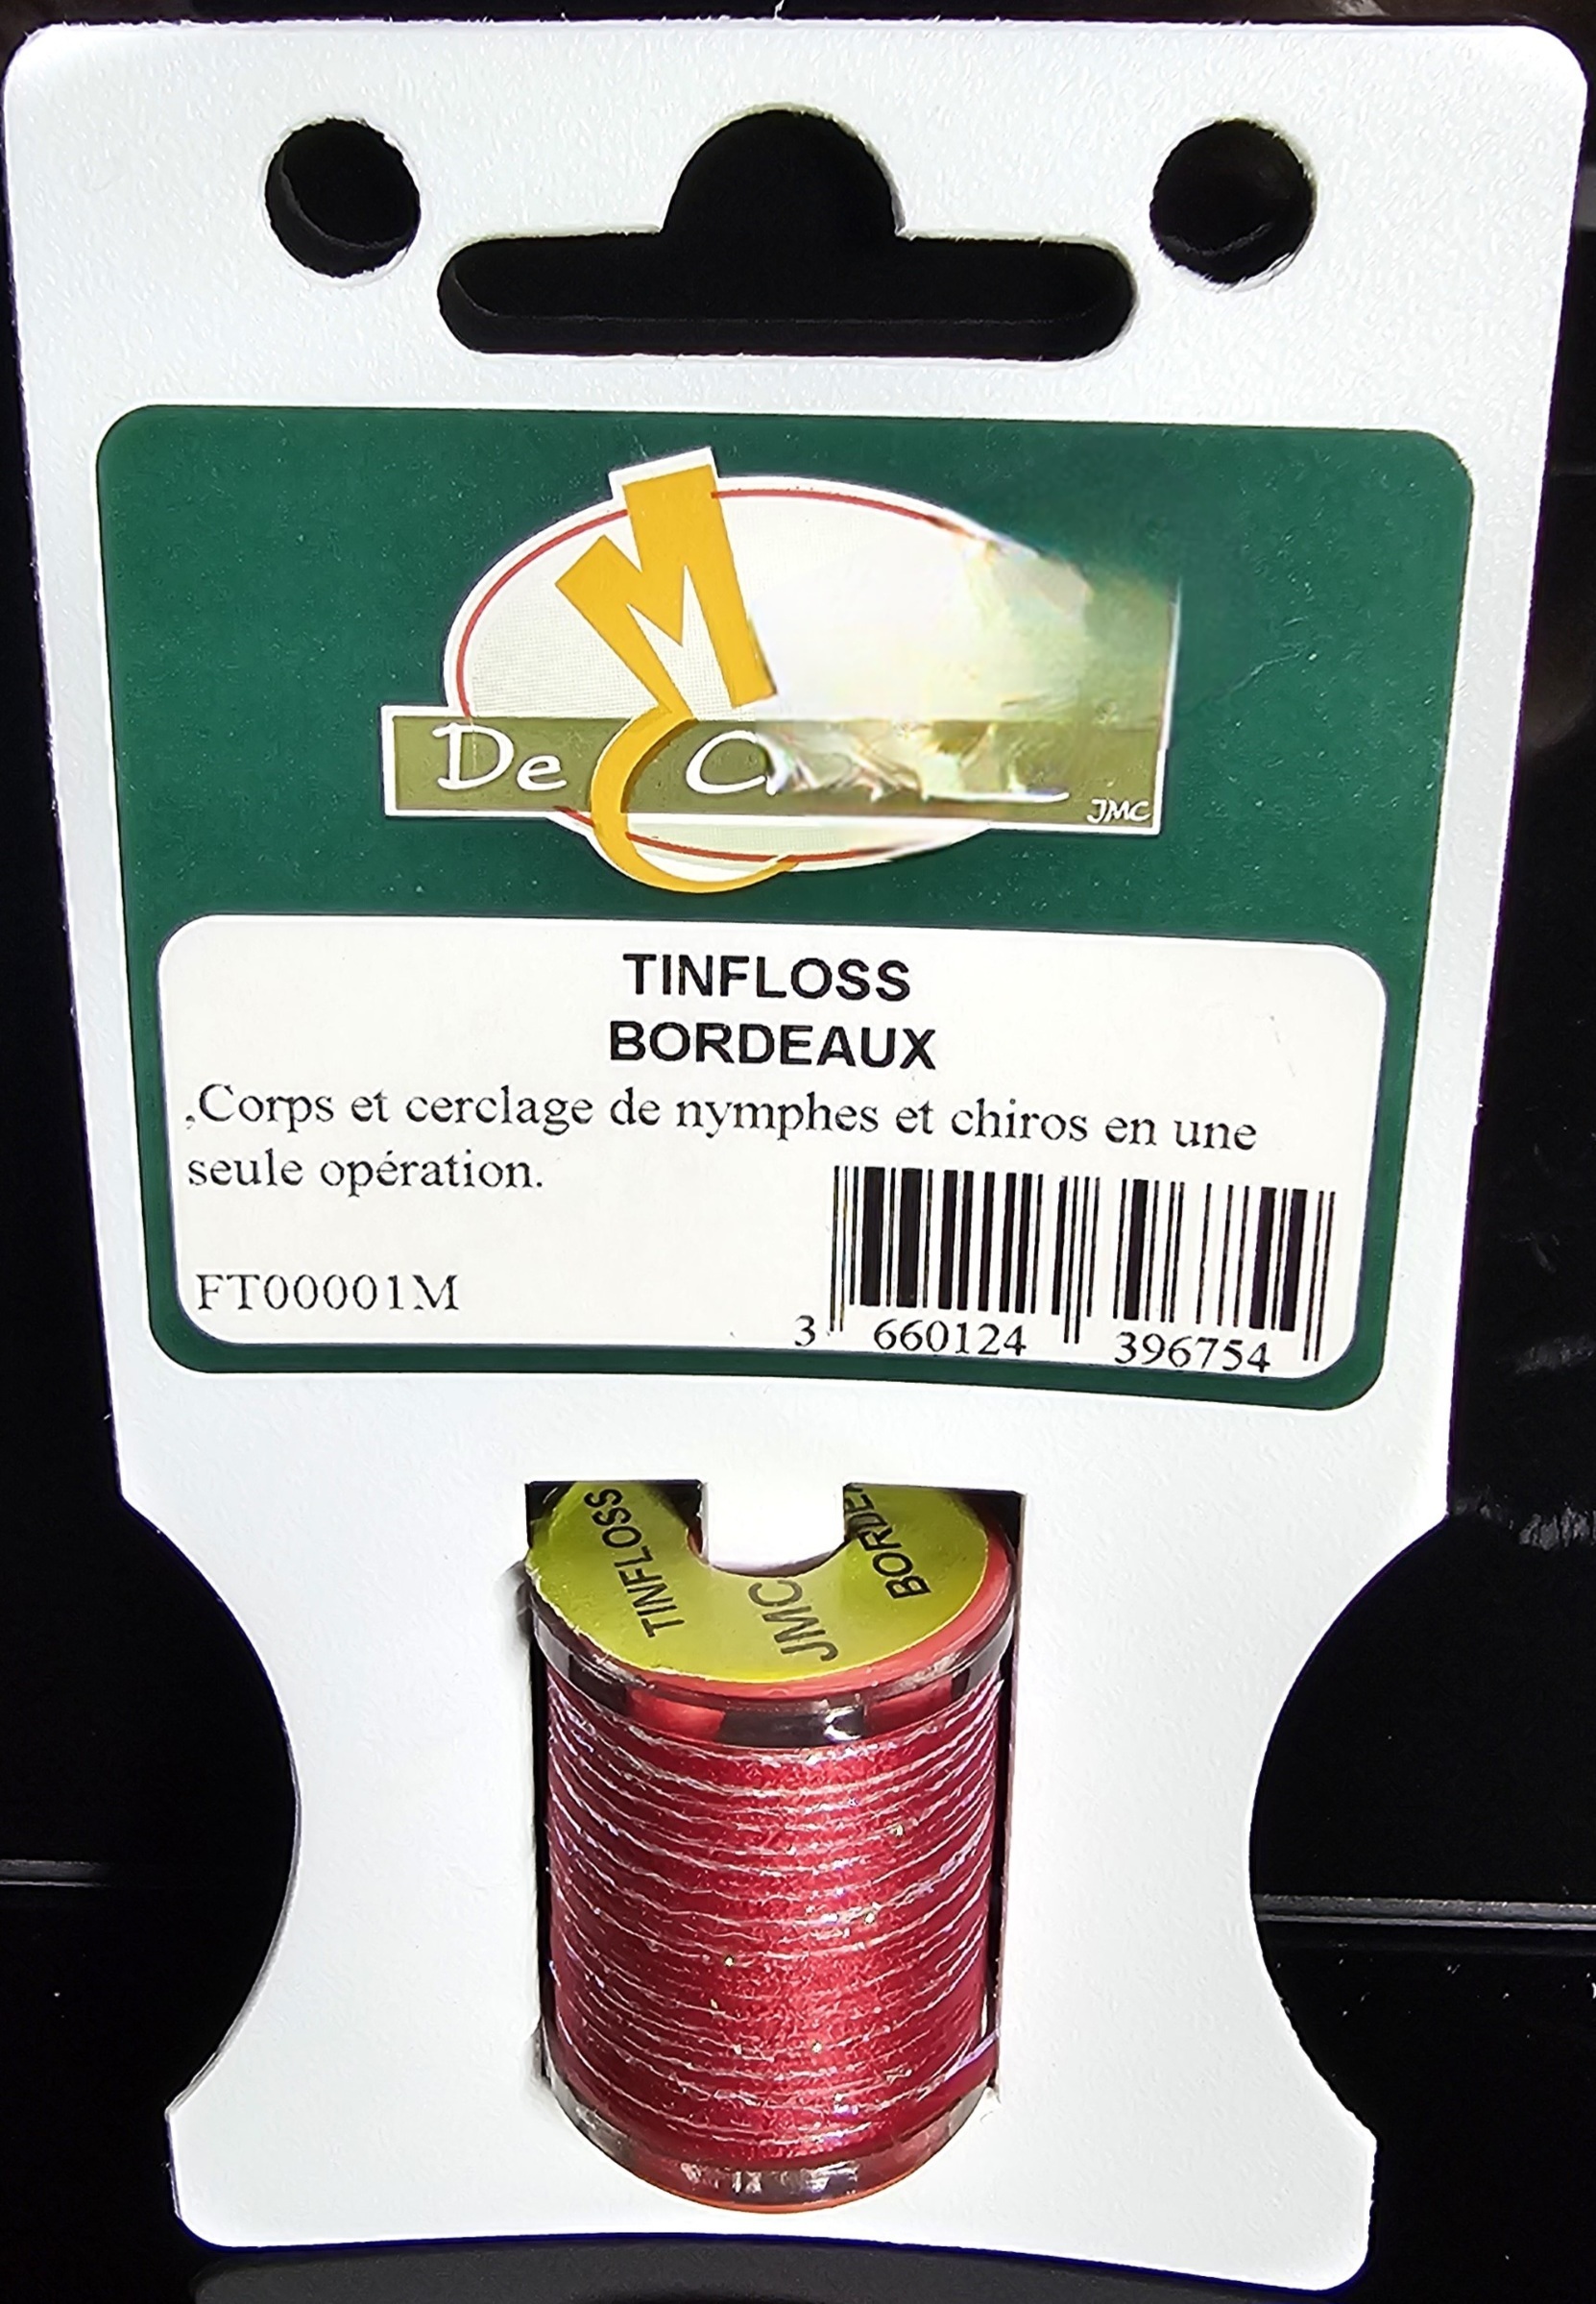 M
De
JMC
TINFLOSS
BORDEAUX
,Corps et cerclage de nymphes et chiros en une
seule opération.
FT00001M
3 660124 396754
TINFLOSS
JMC